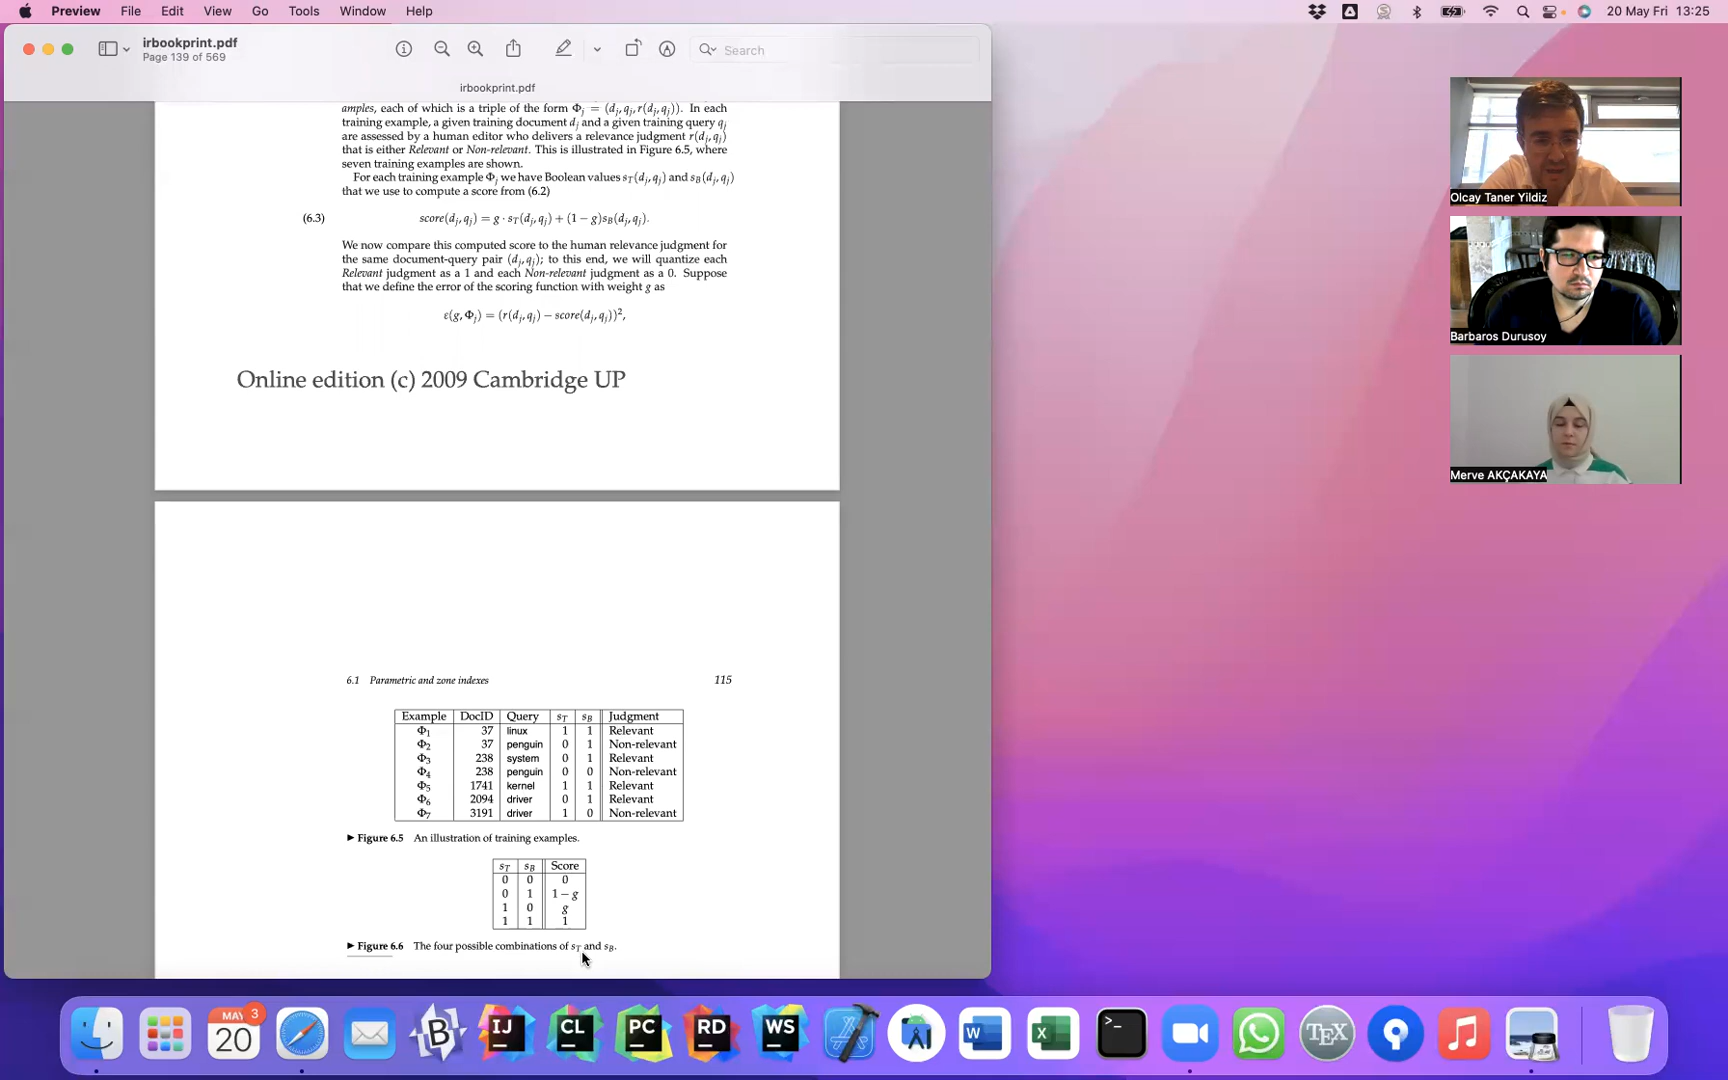 Preview File Edit View Go Tools Window Help
20 May Fri 13:25
irbookprint.pdf
Page 139 of 569
Search
irbookprint.pdf
amples, each of which is a triple of the form Φj = (dj, qj, r(dj, qj)). In each
training example, a given training document dj and a given training query qj
are assessed by a human editor who delivers a relevance judgment r(dj, qj)
that is either Relevant or Non-relevant. This is illustrated in Figure 6.5, where
seven training examples are shown.
For each training example Φj we have Boolean values sT(dj, qj) and sB(dj, qj)
that we use to compute a score from (6.2)
(6.3) score(dj, qj) = g · sT(dj, qj) + (1 − g)sB(dj, qj).
We now compare this computed score to the human relevance judgment for
the same document-query pair (dj, qj); to this end, we will quantize each
Relevant judgment as a 1 and each Non-relevant judgment as a 0. Suppose
that we define the error of the scoring function with weight g as
ε(g, Φj) = (r(dj, qj) − score(dj, qj))²,
Online edition (c) 2009 Cambridge UP
6.1 Parametric and zone indexes 115
Example DocID Query sT sB Judgment
Φ1 37 linux 1 1 Relevant
Φ2 37 penguin 0 1 Non-relevant
Φ3 238 system 0 1 Relevant
Φ4 238 penguin 0 0 Non-relevant
Φ5 1741 kernel 1 1 Relevant
Φ6 2094 driver 0 1 Relevant
Φ7 3191 driver 1 0 Non-relevant
► Figure 6.5 An illustration of training examples.
sT sB Score
0 0 0
0 1 1 − g
1 0 g
1 1 1
► Figure 6.6 The four possible combinations of sT and sB.
Olcay Taner Yildiz
Barbaros Durusoy
Merve AKÇAKAYA
MAY 3
20
B
IJ
CL
PC
RD
WS
W
X
>_
TEX